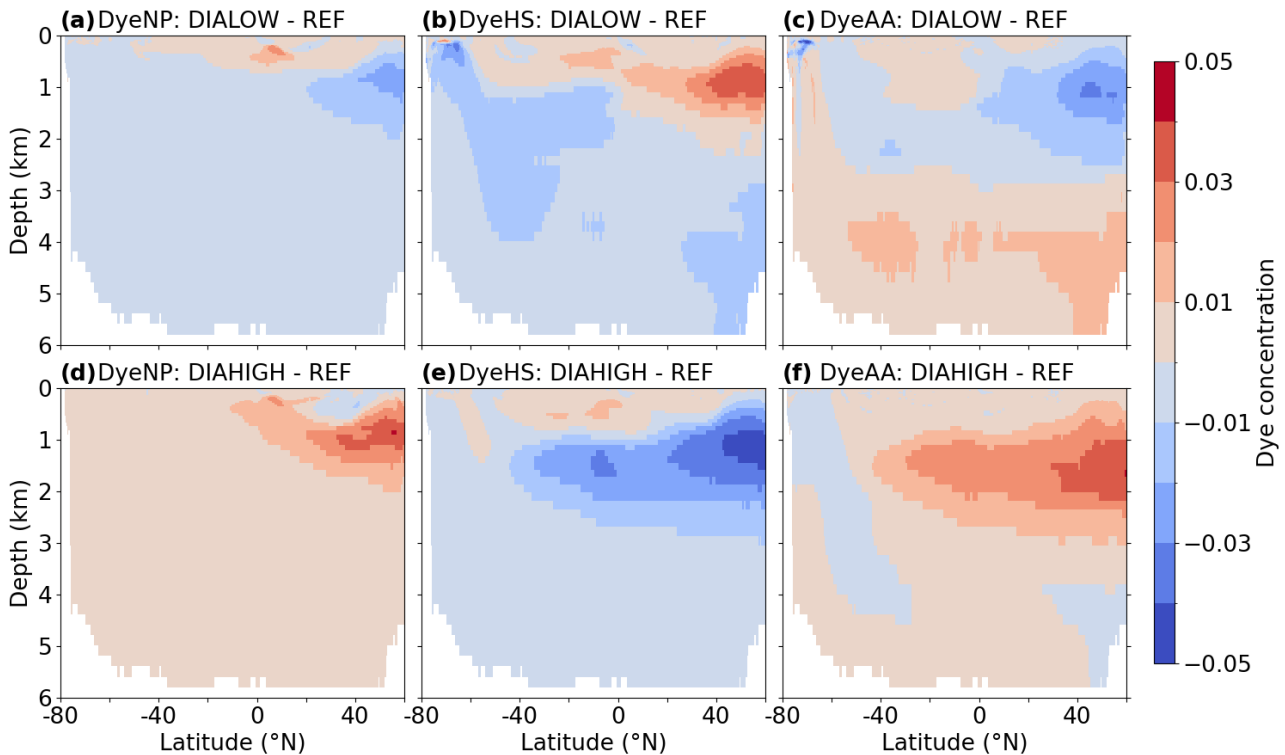 (a) DyeNP: DIALOW - REF
(b) DyeHS: DIALOW - REF
(c) DyeAA: DIALOW - REF
0
1
2
3
4
5
6
Depth (km)
0.05
0.03
0.01
−0.01
−0.03
−0.05
Dye concentration
(d) DyeNP: DIAHIGH - REF
(e) DyeHS: DIAHIGH - REF
(f) DyeAA: DIAHIGH - REF
0
1
2
3
4
5
6
Depth (km)
-80 -40 0 40 -80 -40 0 40 -80 -40 0 40
Latitude (°N) Latitude (°N) Latitude (°N)